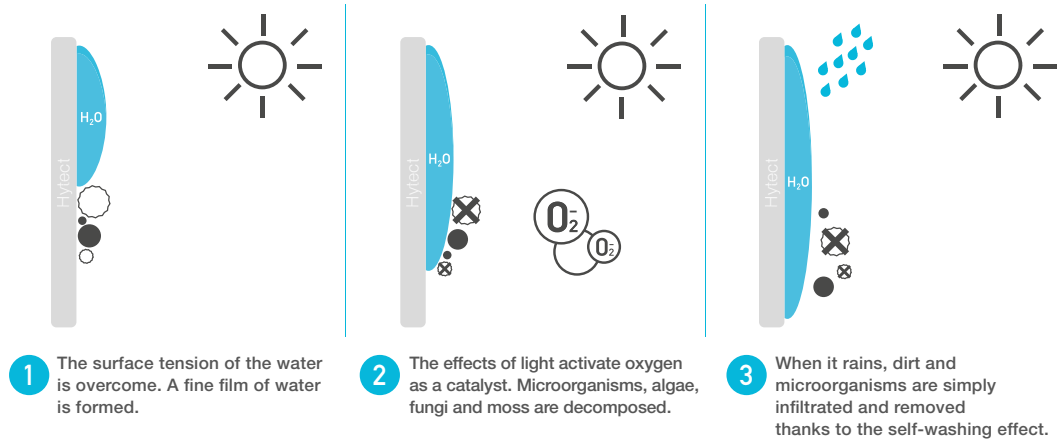 Hytect
H₂O
Hytect
H₂O
O₂⁻
O₂⁻
Hytect
H₂O
1
The surface tension of the water
is overcome. A fine film of water
is formed.
2
The effects of light activate oxygen
as a catalyst. Microorganisms, algae,
fungi and moss are decomposed.
3
When it rains, dirt and
microorganisms are simply
infiltrated and removed
thanks to the self-washing effect.